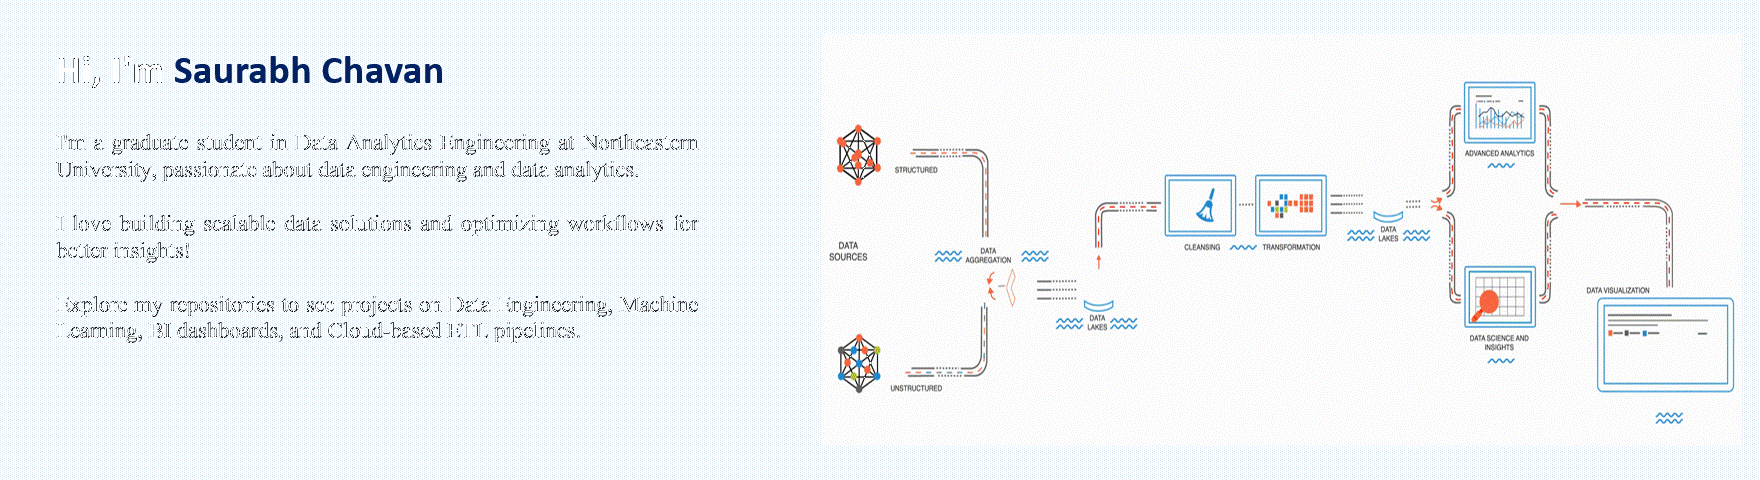 Hi, I'm Saurabh Chavan
I'm a graduate student in Data Analytics Engineering at Northeastern
University, passionate about data engineering and data analytics.
I love building scalable data solutions and optimizing workflows for
better insights!
Explore my repositories to see projects on Data Engineering, Machine
Learning, BI dashboards, and Cloud-based ETL pipelines.
DATA
SOURCES
STRUCTURED
UNSTRUCTURED
DATA
AGGREGATION
DATA
LAKES
CLEANSING
TRANSFORMATION
DATA
LAKES
ADVANCED ANALYTICS
DATA SCIENCE AND
INSIGHTS
DATA VISUALIZATION